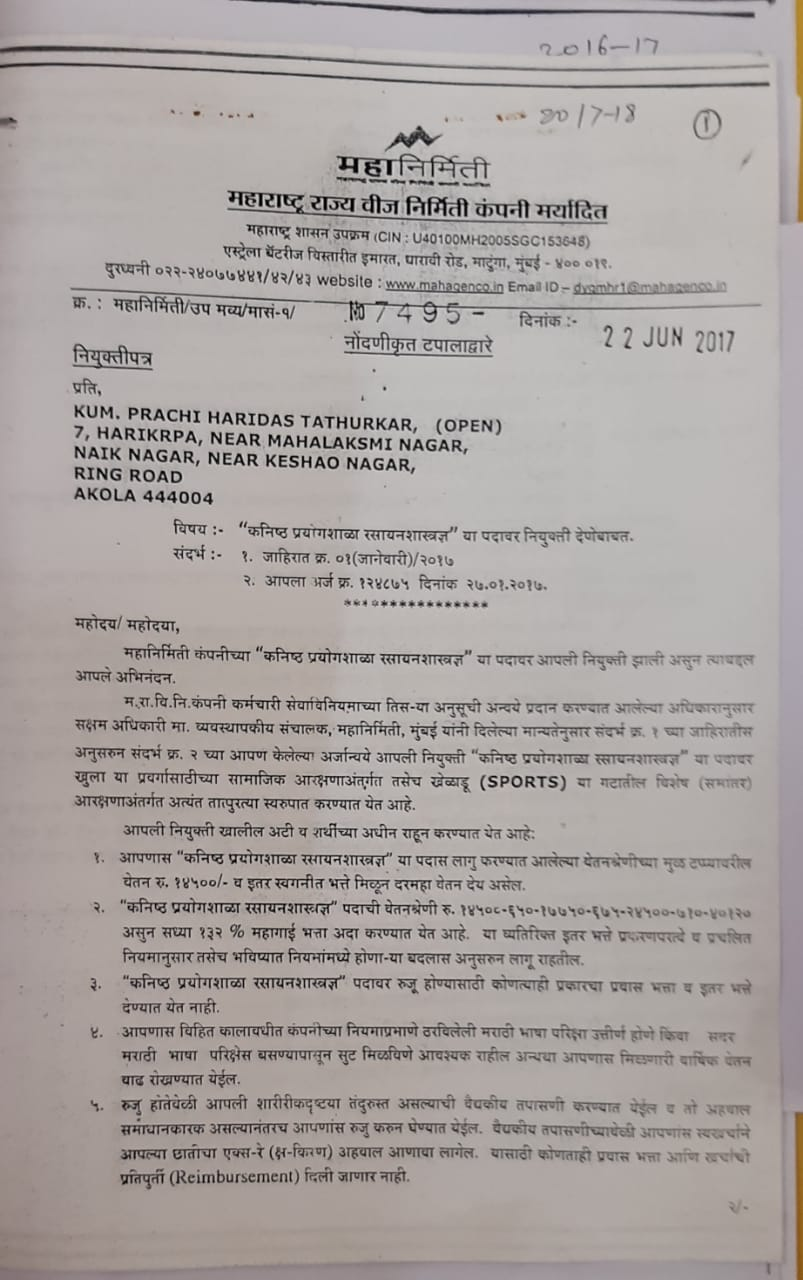 2016-17
2017-18
①
महानिर्मिती
महाराष्ट्र राज्य वीज निर्मिती कंपनी मर्यादित
महाराष्ट्र शासन उपक्रम (CIN : U40100MH2005SGC153648)
एस्ट्रेला बॅटरीज विस्तारीत इमारत, धारावी रोड, माटुंगा, मुंबई - ४०० ०१९.
दुरध्वनी ०२२-२४०७७४४१/४२/४३ website : www.mahagenco.in Email ID – dygmhr1@mahagenco.in
क्र. : महानिर्मिती/उप मव्य/मासं-१/ 07495- दिनांक :- 22 JUN 2017
नोंदणीकृत टपालाद्वारे
नियुक्तीपत्र
प्रति,
KUM. PRACHI HARIDAS TATHURKAR, (OPEN)
7, HARIKRPA, NEAR MAHALAKSMI NAGAR,
NAIK NAGAR, NEAR KESHAO NAGAR,
RING ROAD
AKOLA 444004
विषय :- “कनिष्ठ प्रयोगशाळा रसायनशास्त्रज्ञ” या पदावर नियुक्ती देणेबाबत.
संदर्भ :- १. जाहिरात क्र. ०१(जानेवारी)/२०१७
२. आपला अर्ज क्र. १२४८७५ दिनांक २७.०१.२०१७.
***************
महोदय/ महोदया,
महानिर्मिती कंपनीच्या “कनिष्ठ प्रयोगशाळा रसायनशास्त्रज्ञ” या पदावर आपली नियुक्ती झाली असुन त्याबद्दल
आपले अभिनंदन.
म.रा.वि.नि.कंपनी कर्मचारी सेवाविनियमाच्या तिस-या अनुसूची अन्वये प्रदान करण्यात आलेल्या अधिकारानुसार
सक्षम अधिकारी मा. व्यवस्थापकीय संचालक, महानिर्मिती, मुंबई यांनी दिलेल्या मान्यतेनुसार संदर्भ क्र. १ च्या जाहिरातीस
अनुसरुन संदर्भ क्र. २ च्या आपण केलेल्या अर्जान्वये आपली नियुक्ती “कनिष्ठ प्रयोगशाळा रसायनशास्त्रज्ञ” या पदावर
खुला या प्रवर्गासाठीच्या सामाजिक आरक्षणाअंतुर्गत तसेच खेळाडू (SPORTS) या गटातील विशेष (समांतर)
आरक्षणाअंतर्गत अत्यंत तात्पुरत्या स्वरुपात करण्यात येत आहे.
आपली नियुक्ती खालील अटी व शर्थीच्या अधीन राहून करण्यात येत आहे:
१. आपणास “कनिष्ठ प्रयोगशाळा रसायनशास्त्रज्ञ” या पदास लागु करण्यात आलेल्या वेतनश्रेणीच्या मुळ टप्प्यावरील
वेतन रु. १४५००/- व इतर स्वगनीत भत्ते मिळून दरमहा वेतन देय असेल.
२. “कनिष्ठ प्रयोगशाळा रसायनशास्त्रज्ञ” पदाची वेतनश्रेणी रु. १४५०८-६५०-१७७५०-६७५-२४५००-७१०-४०१२०
असुन सध्या १३२ % महागाई भत्ता अदा करण्यात येत आहे. या व्यतिरिक्त इतर भत्ते प्रकरणपरत्वे व प्रचलित
नियमानुसार तसेच भविष्यात नियमांमध्ये होणा-या बदलास अनुसरुन लागू राहतील.
३. “कनिष्ठ प्रयोगशाळा रसायनशास्त्रज्ञ” पदावर रुजू होण्यासाठी कोणत्याही प्रकारचा प्रवास भत्ता व इतर भत्ते
देण्यात येत नाही.
४. आपणास विहित कालावधीत कंपनीच्या नियमाप्रमाणे ठरविलेली मराठी भाषा परिक्षा उत्तीर्ण होणे किंवा सदर
मराठी भाषा परिक्षेस बसण्यापासून सुट मिळविणे आवश्यक राहील अन्यथा आपणास मिळणारी वार्षिक वेतन
वाढ रोखण्यात येईल.
५. रुजु होतेवेळी आपली शारीरीकदृष्टया तंदुरुस्त असल्याची वैद्यकीय तपासणी करण्यात येईल व तो अहवाल
समाधानकारक असल्यानंतरच आपणांस रुजु करुन घेण्यात येईल. वैद्यकीय तपासणीच्यावेळी आपणांस स्वखर्चाने
आपल्या छातीचा एक्स-रे (क्ष-किरण) अहवाल आणावा लागेल. यासाठी कोणताही प्रवास भत्ता आणि खर्चाची
प्रतिपुर्ती (Reimbursement) दिली जाणार नाही.
२/-